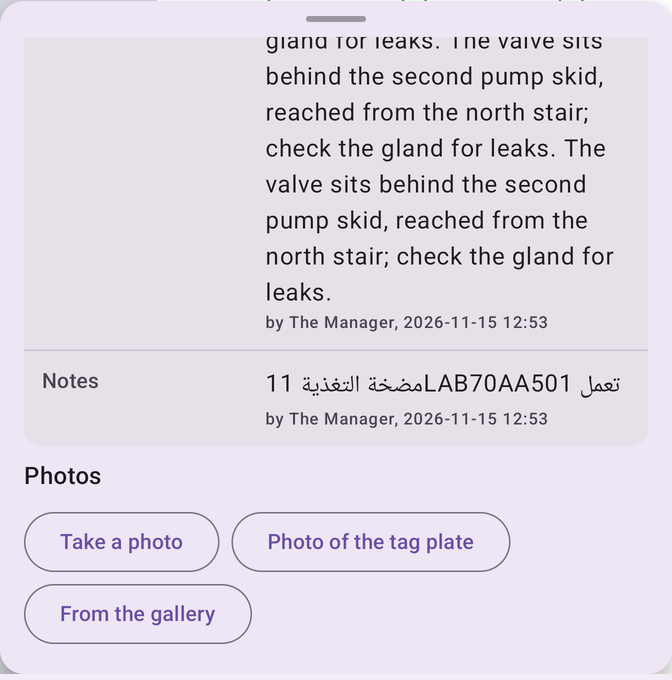 gland for leaks. The valve sits
behind the second pump skid,
reached from the north stair;
check the gland for leaks. The
valve sits behind the second
pump skid, reached from the
north stair; check the gland for
leaks.
by The Manager, 2026-11-15 12:53
Notes
مضخة التغذية 11LAB70AA501 تعمل
by The Manager, 2026-11-15 12:53
Photos
Take a photo
Photo of the tag plate
From the gallery